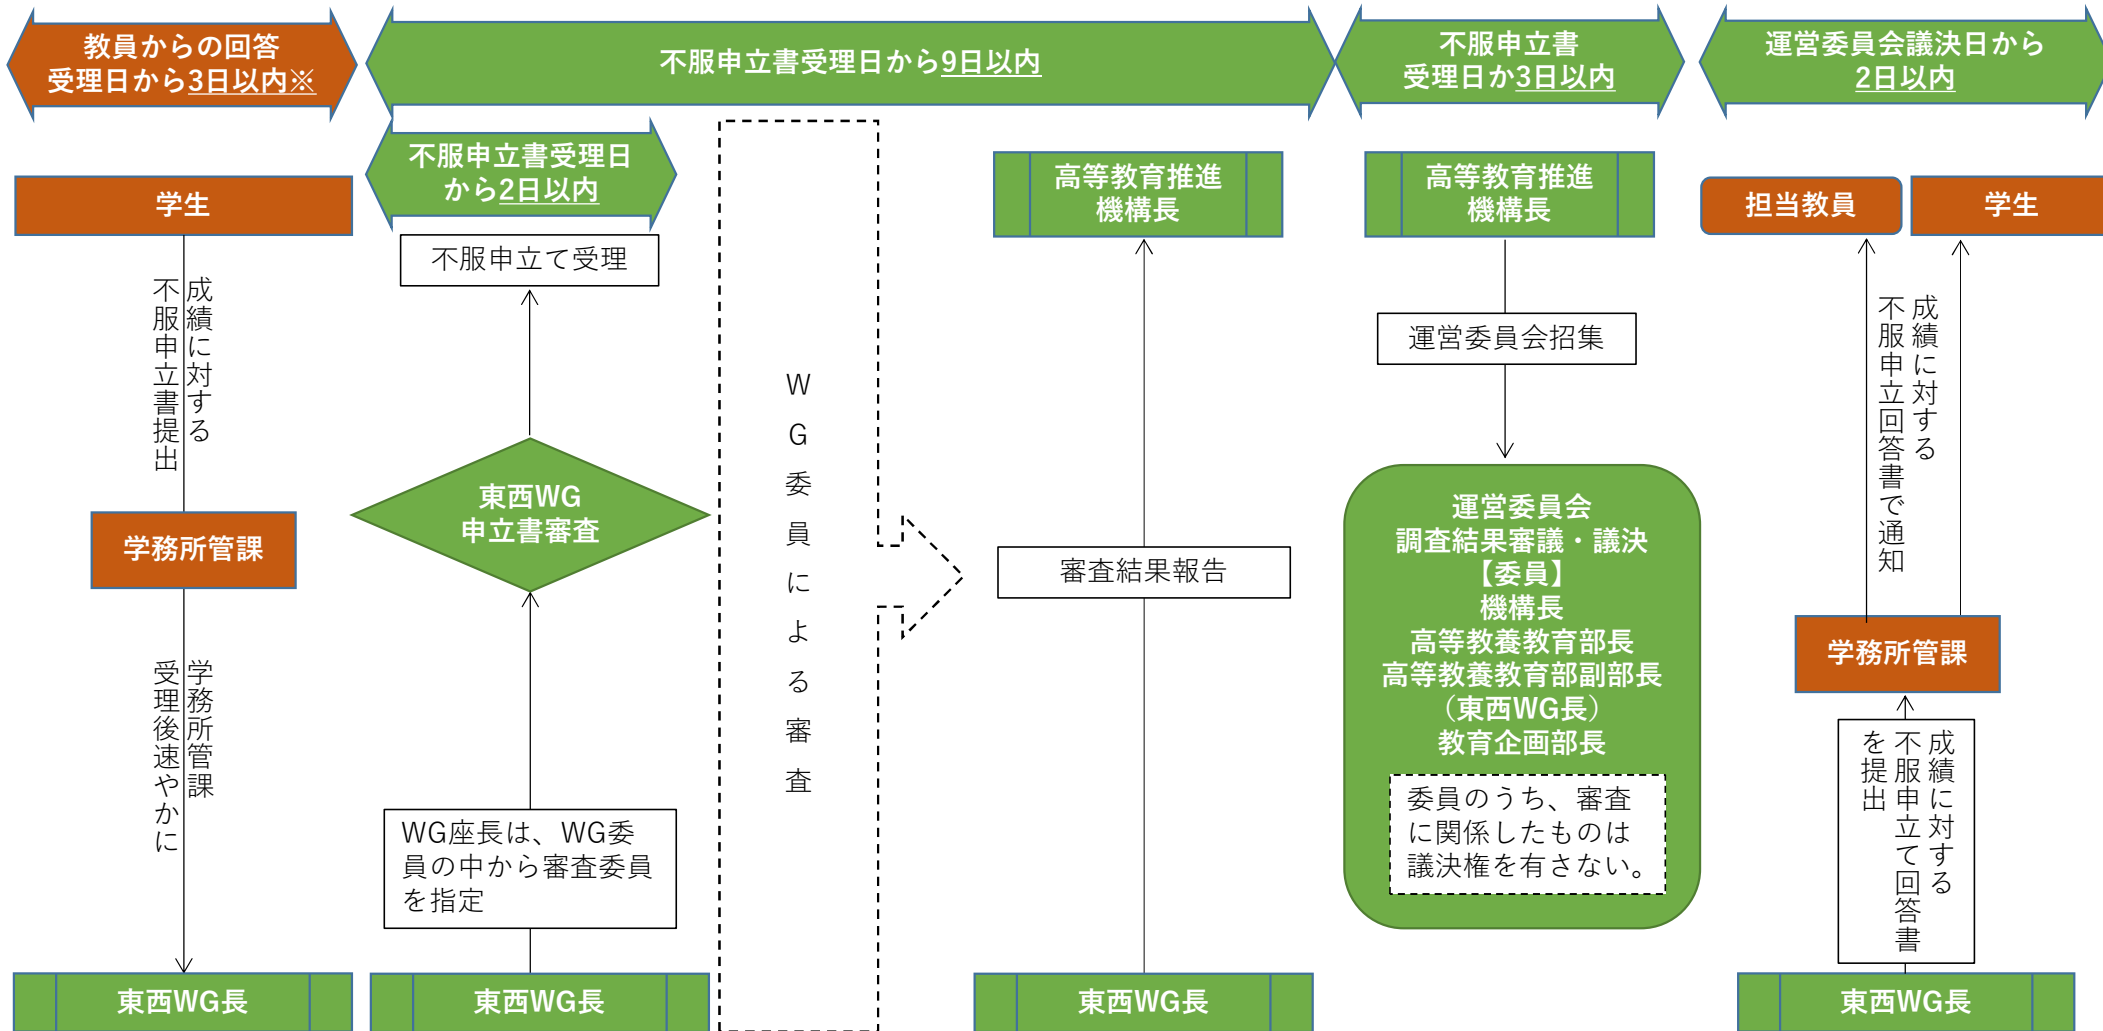 教員からの回答
受理日から3日以内※
学生
成績に対する
不服申立書提出
学務所管課
学務所管課
受理後速やかに
東西WG長
不服申立書受理日から9日以内
不服申立書受理日
から2日以内
不服申立て受理
東西WG
申立書審査
WG座長は、WG委
員の中から審査委員
を指定
東西WG長
WG委員による審査
高等教育推進
機構長
審査結果報告
東西WG長
不服申立書
受理日か3日以内
高等教育推進
機構長
運営委員会招集
運営委員会
調査結果審議・議決
【委員】
機構長
高等教養教育部長
高等教養教育部副部長
（東西WG長）
教育企画部長
委員のうち、審査
に関係したものは
議決権を有さない。
運営委員会議決日から
2日以内
担当教員
学生
成績に対する
不服申立回答書で通知
学務所管課
成績に対する
不服申立て回答書
を提出
東西WG長